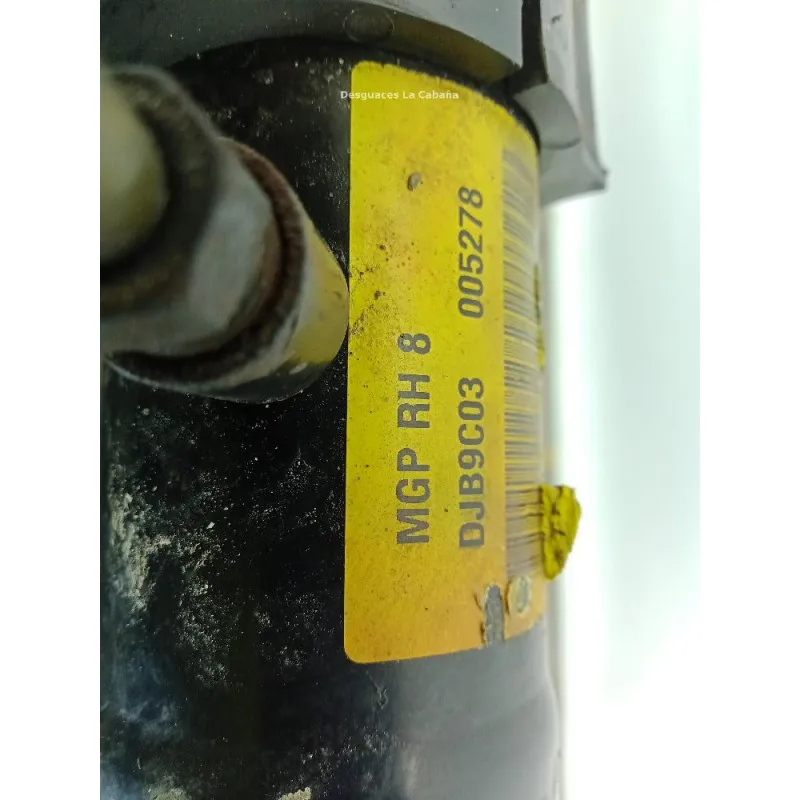 Desguaces La Cabaña
MGP RH 8
DJB9C03 005278